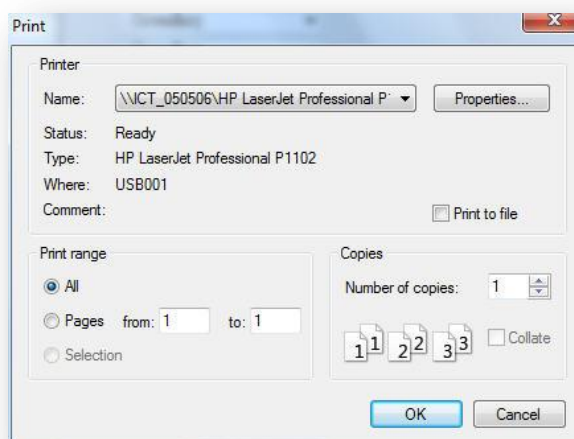 Print
Printer
Name: \\ICT_050506\HP LaserJet Professional P' Properties...
Status: Ready
Type: HP LaserJet Professional P1102
Where: USB001
Comment: Print to file
Print range Copies
All Number of copies: 1
Pages from: 1 to: 1
1 1 2 2 3 3 Collate
Selection
OK Cancel